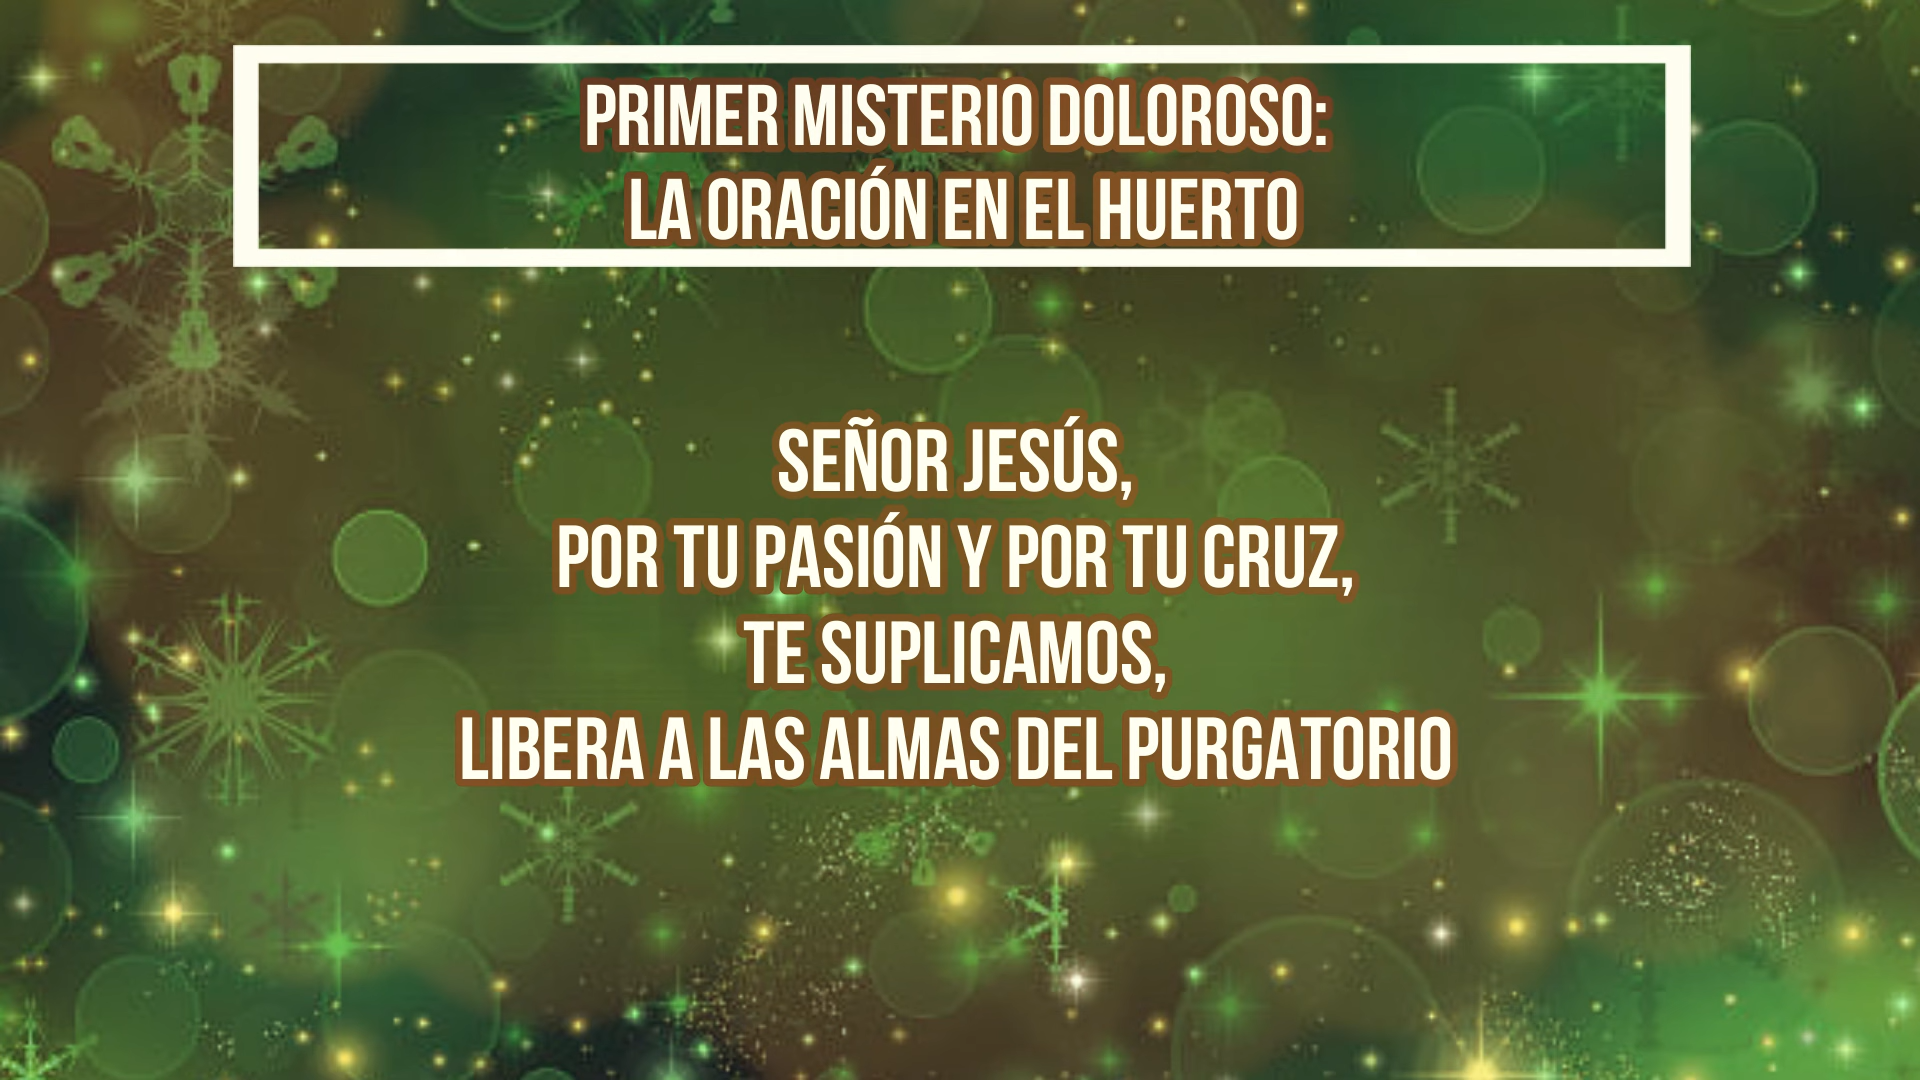 PRIMER MISTERIO DOLOROSO:
LA ORACIÓN EN EL HUERTO
SEÑOR JESÚS,
POR TU PASIÓN Y POR TU CRUZ,
TE SUPLICAMOS,
LIBERA A LAS ALMAS DEL PURGATORIO